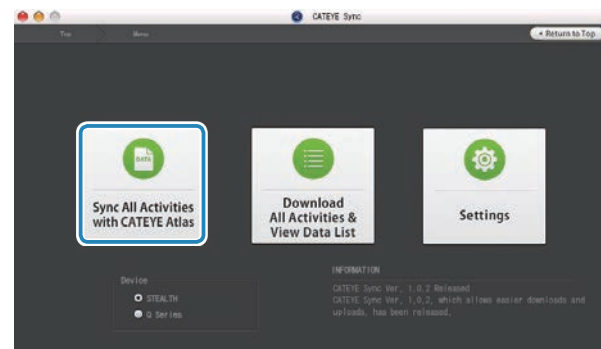 CATEYE Sync
Top
Menu
Return to Top
DATA
Sync All Activities
with CATEYE Atlas
Download
All Activities &
View Data List
Settings
Device
STEALTH
Q Series
INFORMATION
CATEYE Sync Ver. 1.0.2 Released
CATEYE Sync Ver. 1.0.2, which allows easier downloads and
uploads, has been released.